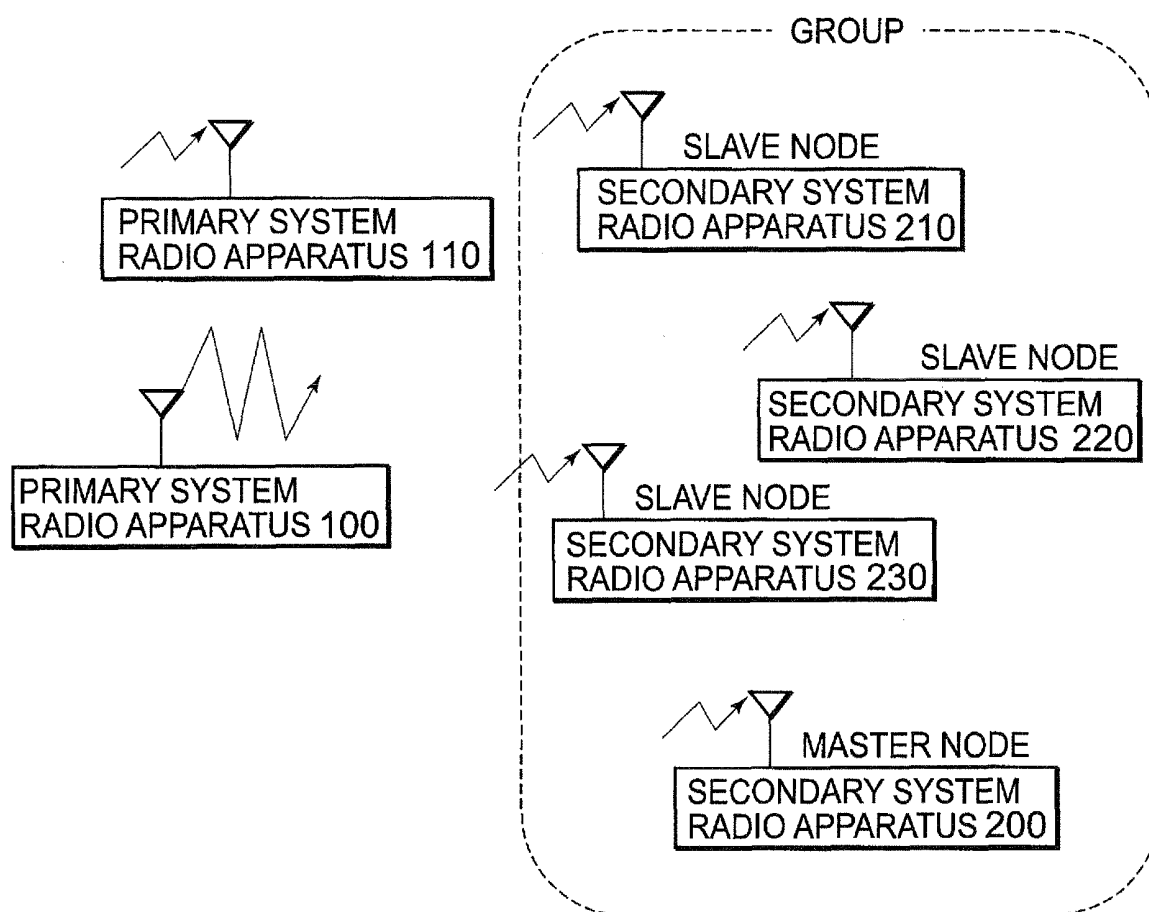 GROUP
SLAVE NODE
PRIMARY SYSTEM
RADIO APPARATUS 110
SECONDARY SYSTEM
RADIO APPARATUS 210
SLAVE NODE
SECONDARY SYSTEM
RADIO APPARATUS 220
PRIMARY SYSTEM
RADIO APPARATUS 100
SLAVE NODE
SECONDARY SYSTEM
RADIO APPARATUS 230
MASTER NODE
SECONDARY SYSTEM
RADIO APPARATUS 200